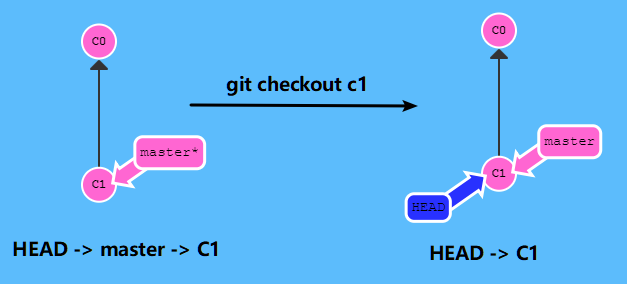 C0
C0
git checkout c1
master*
master
C1
C1
HEAD
HEAD -> master -> C1
HEAD -> C1